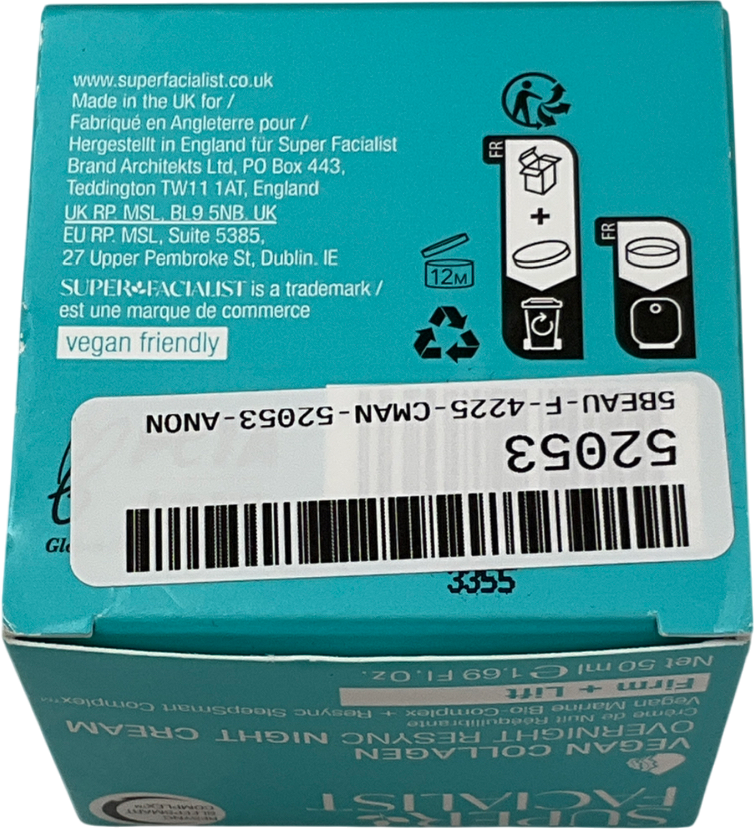 www.superfacialist.co.uk
Made in the UK for /
Fabriqué en Angleterre pour /
Hergestellt in England für Super Facialist
Brand Architekts Ltd, PO Box 443,
Teddington TW11 1AT, England
UK RP. MSL, BL9 5NB. UK
EU RP. MSL, Suite 5385,
27 Upper Pembroke St, Dublin. IE
SUPER FACIALIST is a trademark /
est une marque de commerce
vegan friendly
FR
FR
12M
5BEAU-F-4225-CMAN-52053-ANON
52053
3355
SUPER
FACIALIST
RESYNC
SLEEPSMART
COMPLEX™
VEGAN COLLAGEN
OVERNIGHT RESYNC NIGHT CREAM
Crème de Nuit Rééquilibrante
Vegan Marine Bio-Complex + Resync SleepSmart Complex™
Firm + Lift
Net 50 ml ℮ 1.69 Fl. Oz.